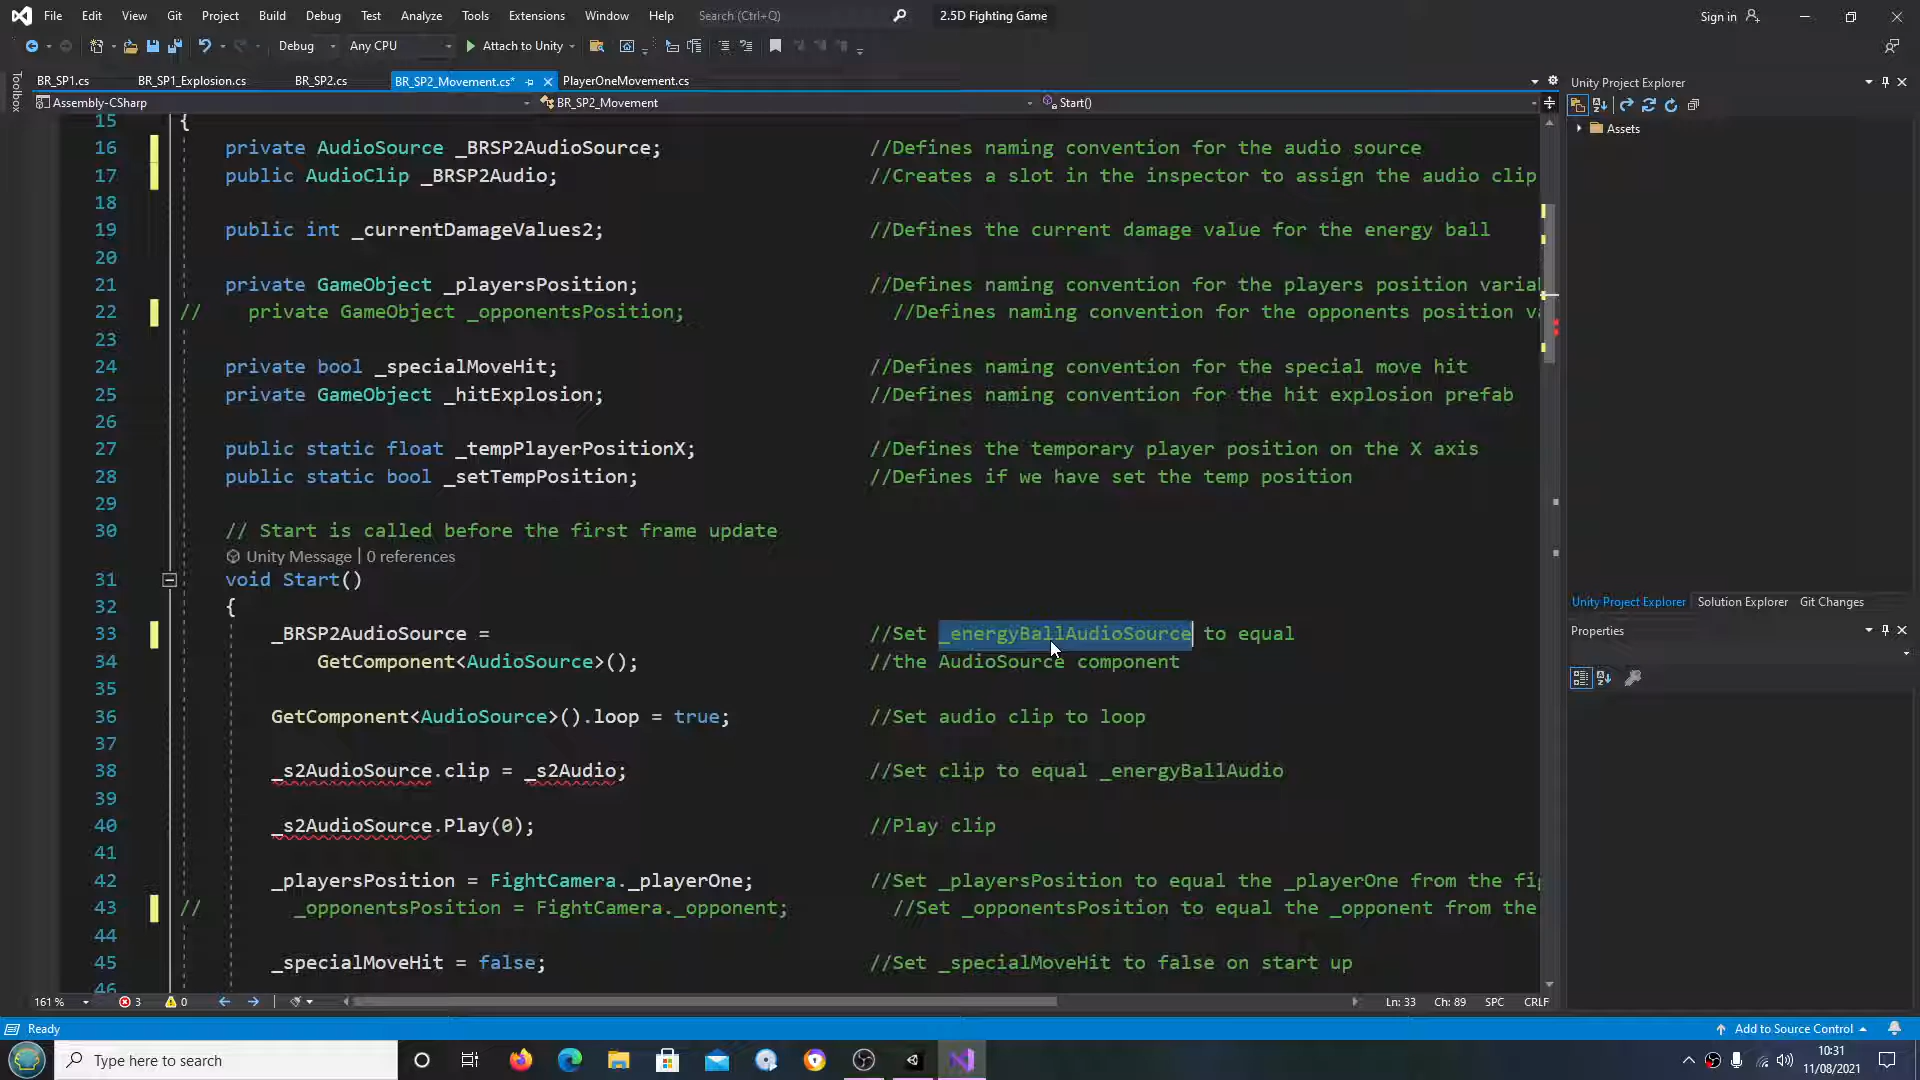 File Edit View Git Project Build Debug Test Analyze Tools Extensions Window Help Search (Ctrl+Q) 2.5D Fighting Game Sign in
Debug Any CPU Attach to Unity
BR_SP1.cs BR_SP1_Explosion.cs BR_SP2.cs BR_SP2_Movement.cs* PlayerOneMovement.cs
Unity Project Explorer
Toolbox
Assembly-CSharp BR_SP2_Movement Start()
Assets
15 {
16 private AudioSource _BRSP2AudioSource; //Defines naming convention for the audio source
17 public AudioClip _BRSP2Audio; //Creates a slot in the inspector to assign the audio clip
18
19 public int _currentDamageValues2; //Defines the current damage value for the energy ball
20
21 private GameObject _playersPosition; //Defines naming convention for the players position varia
22 // private GameObject _opponentsPosition; //Defines naming convention for the opponents position v
23
24 private bool _specialMoveHit; //Defines naming convention for the special move hit
25 private GameObject _hitExplosion; //Defines naming convention for the hit explosion prefab
26
27 public static float _tempPlayerPositionX; //Defines the temporary player position on the X axis
28 public static bool _setTempPosition; //Defines if we have set the temp position
29
30 // Start is called before the first frame update
Unity Message | 0 references
31 void Start()
32 {
33 _BRSP2AudioSource = //Set _energyBallAudioSource to equal
34 GetComponent<AudioSource>(); //the AudioSource component
35
36 GetComponent<AudioSource>().loop = true; //Set audio clip to loop
37
38 _s2AudioSource.clip = _s2Audio; //Set clip to equal _energyBallAudio
39
40 _s2AudioSource.Play(0); //Play clip
41
42 _playersPosition = FightCamera._playerOne; //Set _playersPosition to equal the _playerOne from the fi
43 // _opponentsPosition = FightCamera._opponent; //Set _opponentsPosition to equal the _opponent from the
44
45 _specialMoveHit = false; //Set _specialMoveHit to false on start up
46
Unity Project Explorer Solution Explorer Git Changes
Properties
161 % 3 0 Ln: 33 Ch: 89 SPC CRLF
Ready Add to Source Control
Type here to search 10:31
11/08/2021